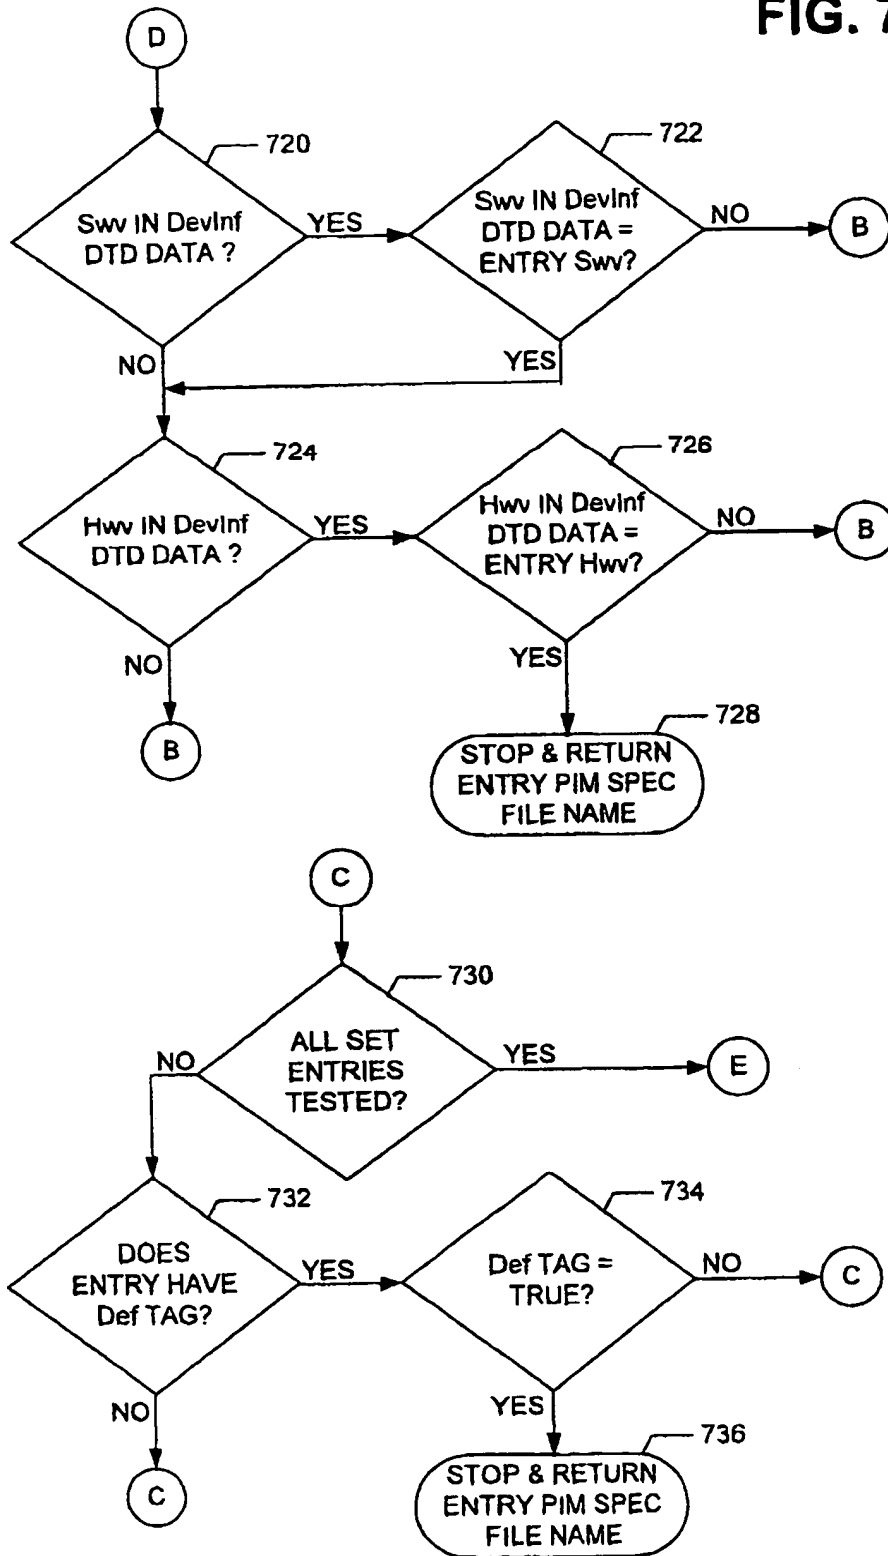 FIG. 7
D
720
Swv IN DevInf
DTD DATA ?
YES
NO
722
Swv IN DevInf
DTD DATA =
ENTRY Swv?
NO
B
YES
724
Hwv IN DevInf
DTD DATA ?
YES
NO
B
726
Hwv IN DevInf
DTD DATA =
ENTRY Hwv?
NO
B
YES
728
STOP & RETURN
ENTRY PIM SPEC
FILE NAME
C
730
ALL SET
ENTRIES
TESTED?
NO
YES
E
732
DOES
ENTRY HAVE
Def TAG?
YES
NO
C
734
Def TAG =
TRUE?
NO
C
YES
736
STOP & RETURN
ENTRY PIM SPEC
FILE NAME